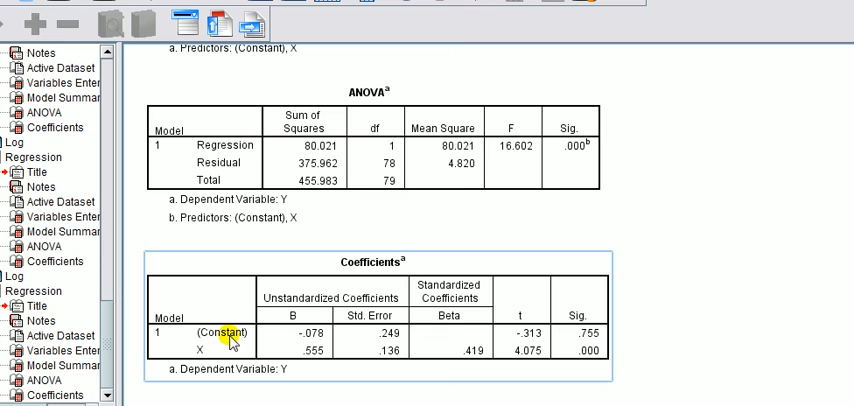 a. Predictors: (Constant), X
Notes
Active Dataset
Variables Enter
Model Summar
ANOVA
Coefficients
Log
Regression
Title
Notes
Active Dataset
Variables Enter
Model Summar
ANOVA
Coefficients
Log
Regression
Title
Notes
Active Dataset
Variables Enter
Model Summar
ANOVA
Coefficients
ANOVAa
Model Sum of Squares df Mean Square F Sig.
1 Regression 80.021 1 80.021 16.602 .000b
Residual 375.962 78 4.820
Total 455.983 79
a. Dependent Variable: Y
b. Predictors: (Constant), X
Coefficientsa
Unstandardized Coefficients Standardized Coefficients
Model B Std. Error Beta t Sig.
1 (Constant) -.078 .249 -.313 .755
X .555 .136 .419 4.075 .000
a. Dependent Variable: Y